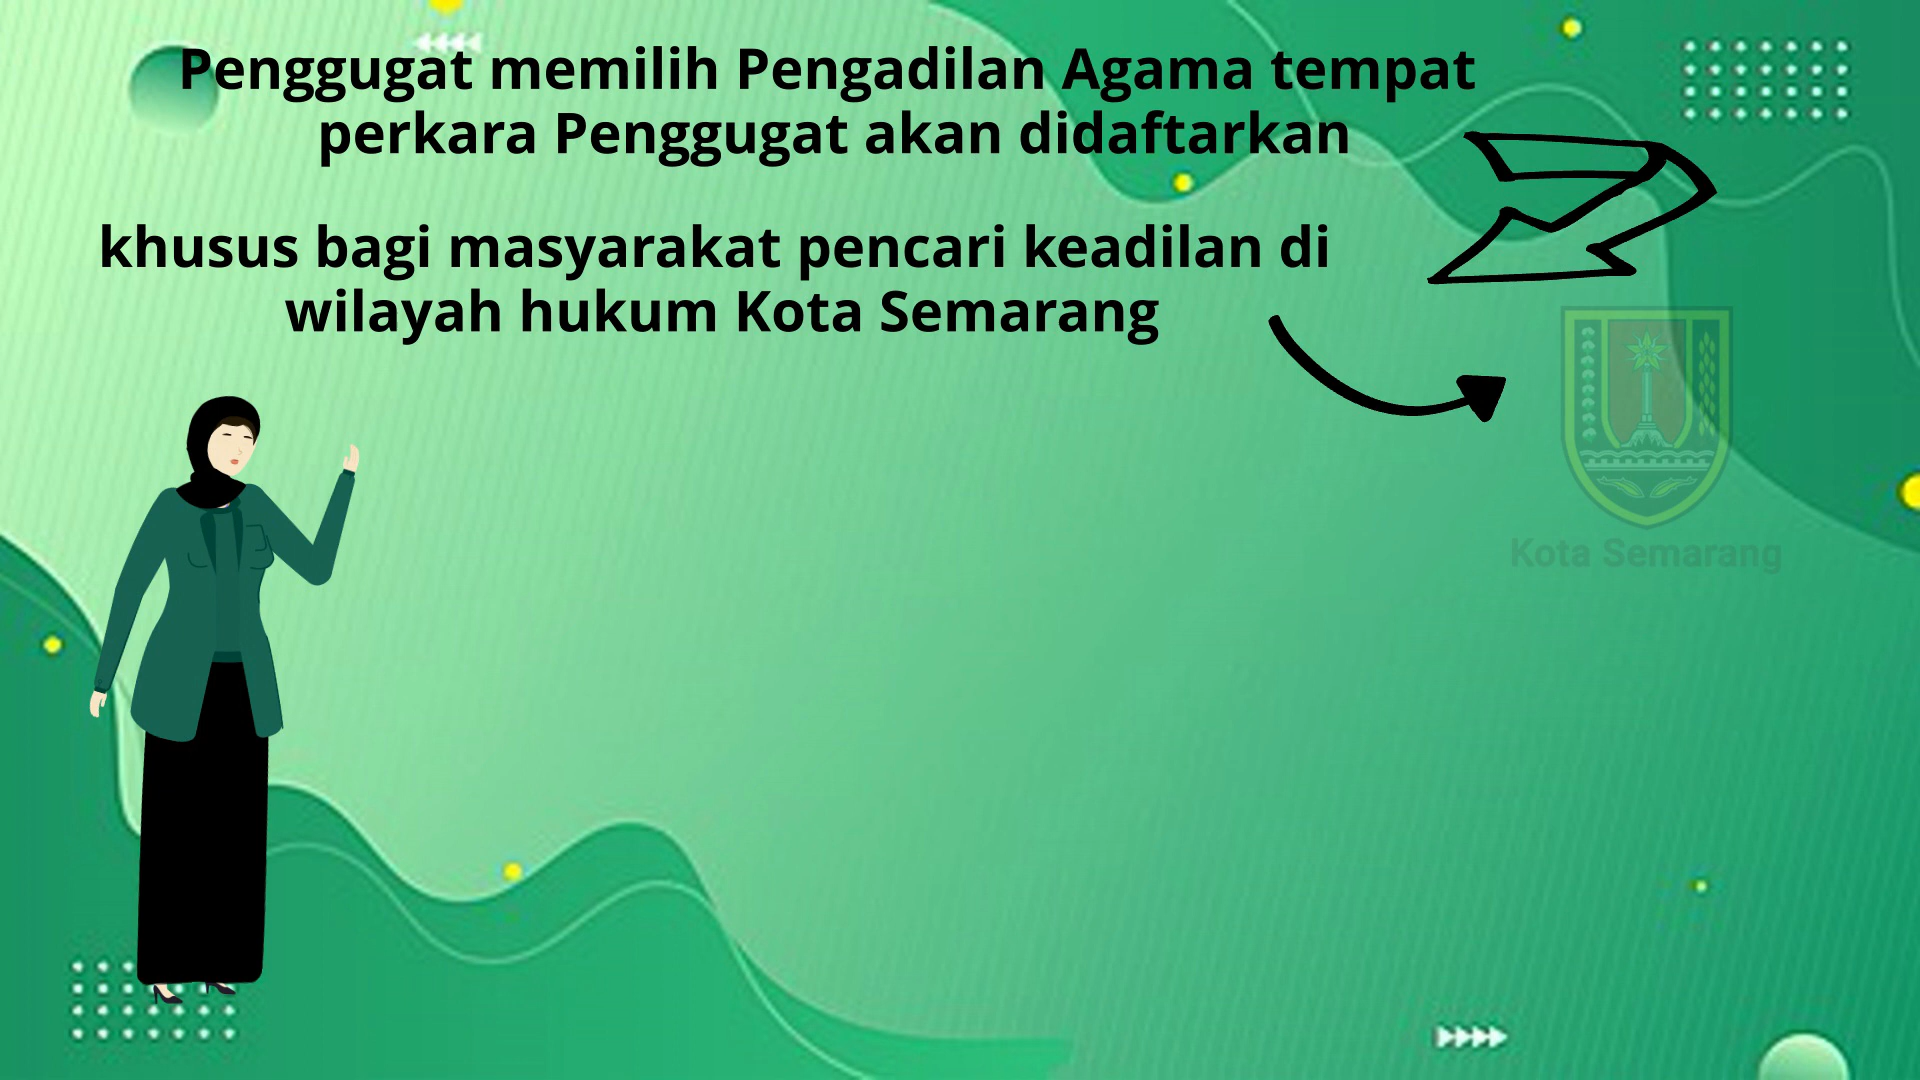 Penggugat memilih Pengadilan Agama tempat
perkara Penggugat akan didaftarkan
khusus bagi masyarakat pencari keadilan di
wilayah hukum Kota Semarang
Kota Semarang